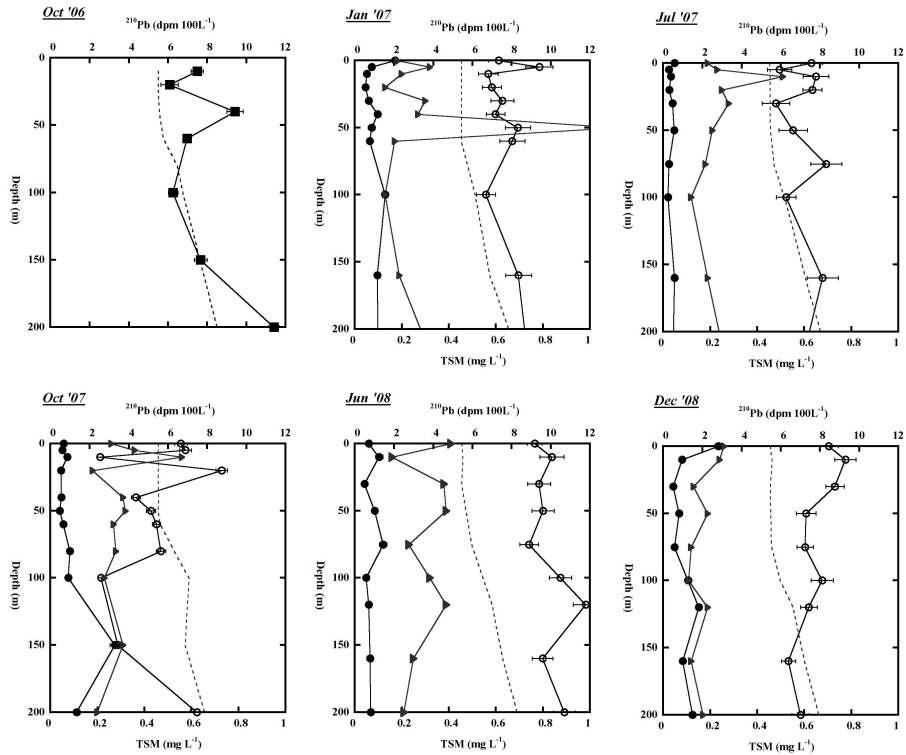 Oct '06
²¹⁰Pb (dpm 100L⁻¹)
0 2 4 6 8 10 12
0
50
100
150
200
Depth (m)
Jan '07
²¹⁰Pb (dpm 100L⁻¹)
0 2 4 6 8 10 12
0
50
100
150
200
Depth (m)
0 0.2 0.4 0.6 0.8 1
TSM (mg L⁻¹)
Jul '07
²¹⁰Pb (dpm 100L⁻¹)
0 2 4 6 8 10 12
0
50
100
150
200
Depth (m)
0 0.2 0.4 0.6 0.8 1
TSM (mg L⁻¹)
Oct '07
²¹⁰Pb (dpm 100L⁻¹)
0 2 4 6 8 10 12
0
50
100
150
200
Depth (m)
0 0.2 0.4 0.6 0.8 1
TSM (mg L⁻¹)
Jun '08
²¹⁰Pb (dpm 100L⁻¹)
0 2 4 6 8 10 12
0
50
100
150
200
Depth (m)
0 0.2 0.4 0.6 0.8 1
TSM (mg L⁻¹)
Dec '08
²¹⁰Pb (dpm 100L⁻¹)
0 2 4 6 8 10 12
0
50
100
150
200
Depth (m)
0 0.2 0.4 0.6 0.8 1
TSM (mg L⁻¹)